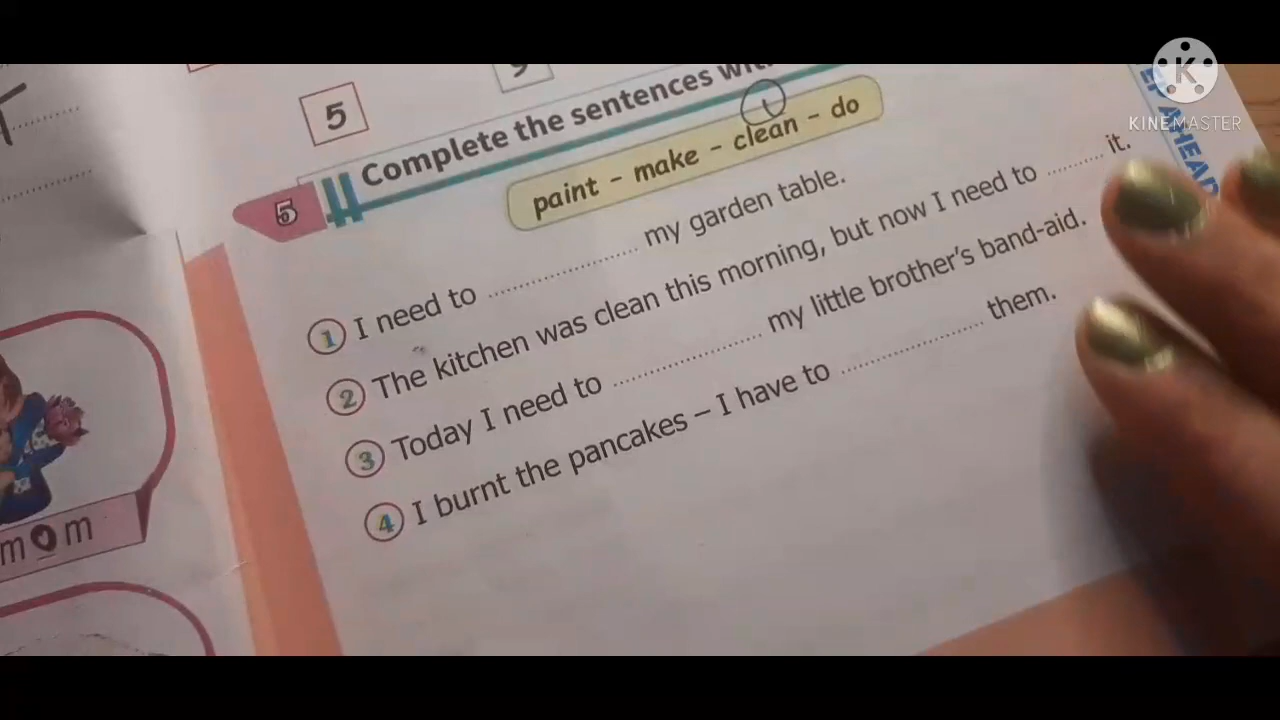 5
Complete the sentences
5
paint - make - clean - do
1 I need to .................... my garden table.
2 The kitchen was clean this morning, but now I need to ......... it.
3 Today I need to .................... my little brother's band-aid.
4 I burnt the pancakes – I have to .................... them.
mom
KINEMASTER